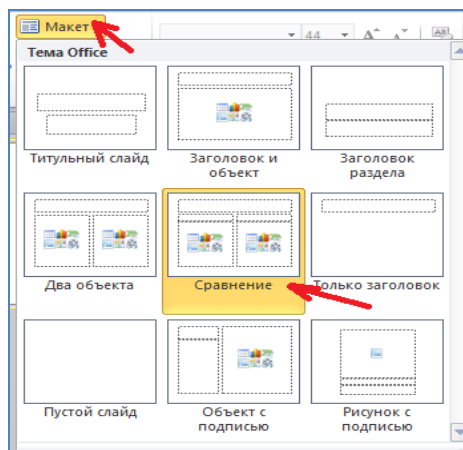 Макет
44
A A
Тема Office
Титульный слайд
Заголовок и
объект
Заголовок
раздела
Два объекта
Сравнение
Только заголовок
Пустой слайд
Объект с
подписью
Рисунок с
подписью